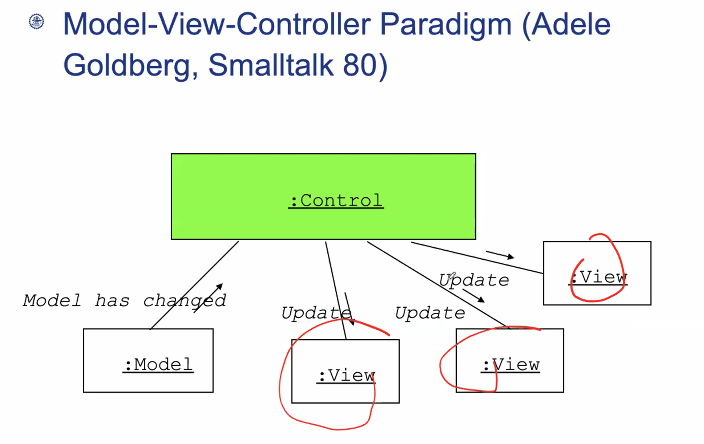 Model-View-Controller Paradigm (Adele
Goldberg, Smalltalk 80)
:Control
:View
Update
Model has changed
Update
Update
:Model
:View
:View